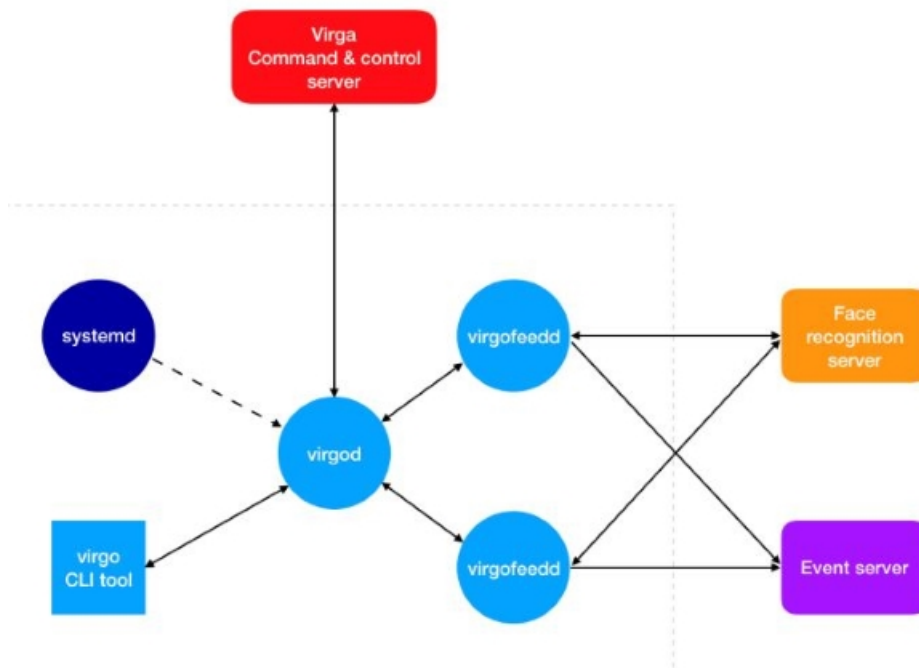 Virga
Command & control
server
systemd
virgofeedd
Face
recognition
server
virgod
virgo
CLI tool
virgofeedd
Event server